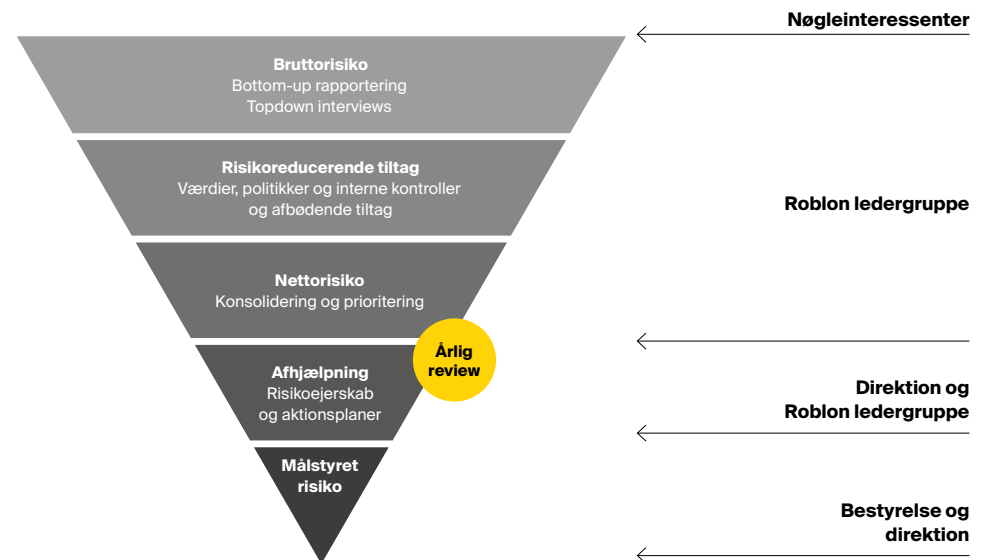 Nøgleinteressenter
Bruttorisiko
Bottom-up rapportering
Topdown interviews
Risikoreducerende tiltag
Værdier, politikker og interne kontroller
og afbødende tiltag
Roblon ledergruppe
Nettorisiko
Konsolidering og prioritering
Årlig
review
Afhjælpning
Risikoejerskab
og aktionsplaner
Direktion og
Roblon ledergruppe
Målstyret
risiko
Bestyrelse og
direktion